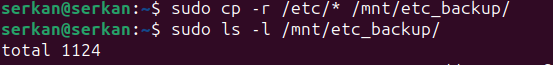 serkan@serkan:~$ sudo cp -r /etc/* /mnt/etc_backup/
serkan@serkan:~$ sudo ls -l /mnt/etc_backup/
total 1124